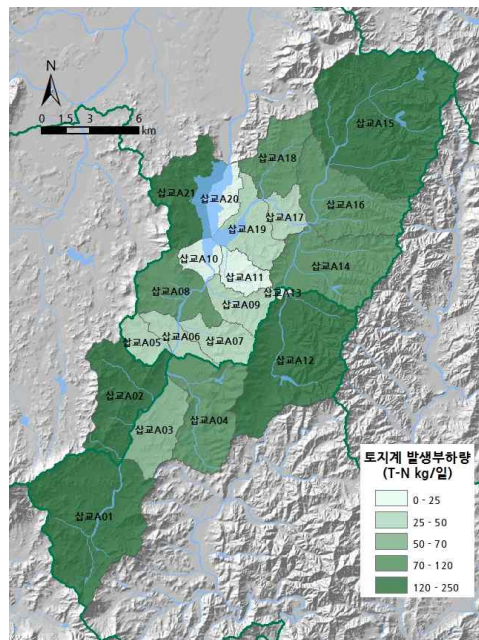 N
0 1.5 3 6
km
삽교A15
삽교A18
삽교A21
삽교A20
삽교A16
삽교A17
삽교A19
삽교A10
삽교A14
삽교A11
삽교A08
삽교A13
삽교A09
삽교A05
삽교A06
삽교A07
삽교A12
삽교A02
삽교A04
삽교A03
삽교A01
토지계 발생부하량
(T-N kg/일)
0 - 25
25 - 50
50 - 70
70 - 120
120 - 250